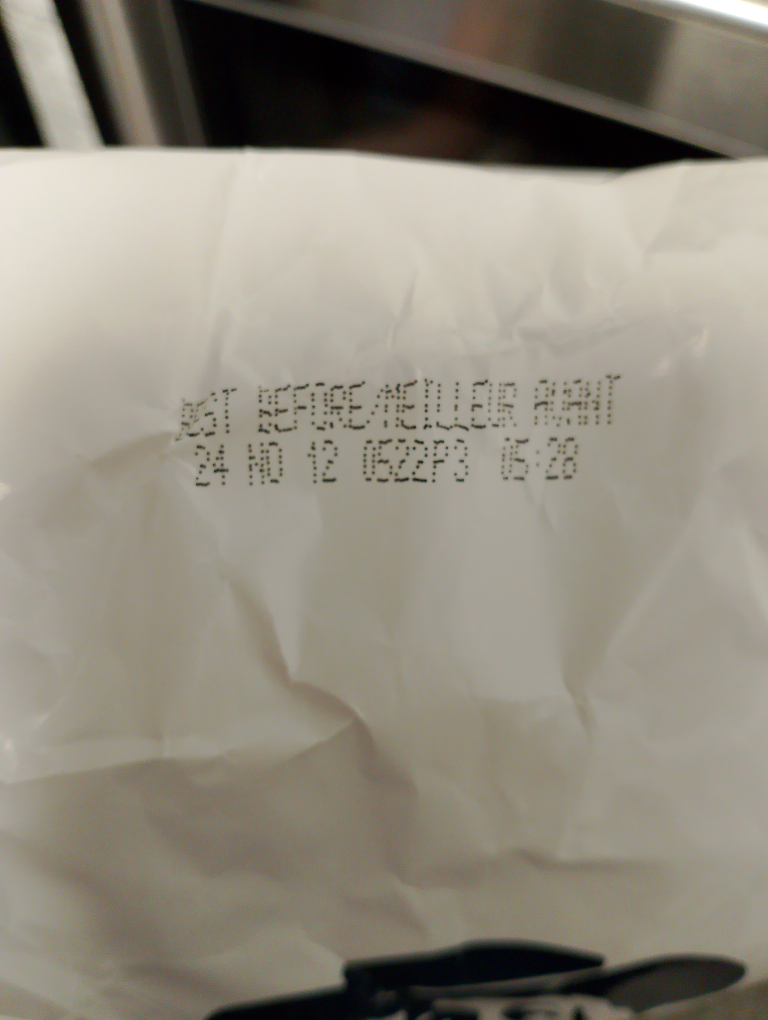 BEST BEFORE/MEILLEUR AVANT
24 NO 12 0522P3 05:28